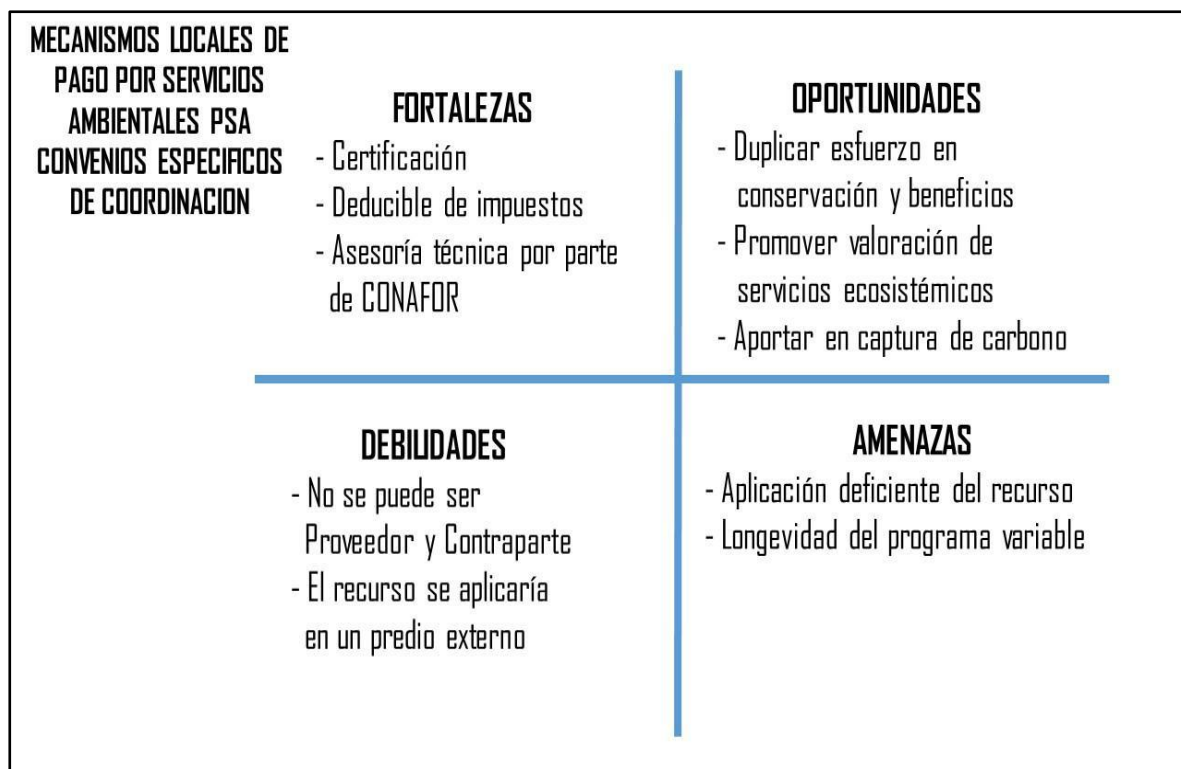 MECANISMOS LOCALES DE
PAGO POR SERVICIOS
AMBIENTALES PSA
CONVENIOS ESPECIFICOS
DE COORDINACION
FORTALEZAS
- Certificación
- Deducible de impuestos
- Asesoría técnica por parte
de CONAFOR
OPORTUNIDADES
- Duplicar esfuerzo en
conservación y beneficios
- Promover valoración de
servicios ecosistémicos
- Aportar en captura de carbono
DEBILIDADES
- No se puede ser
Proveedor y Contraparte
- El recurso se aplicaría
en un predio externo
AMENAZAS
- Aplicación deficiente del recurso
- Longevidad del programa variable